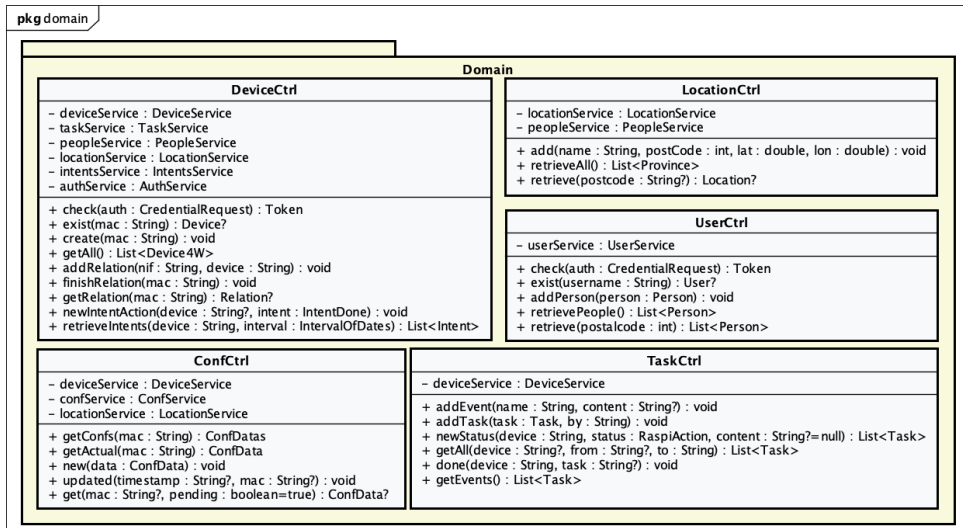 pkg domain
Domain
DeviceCtrl
– deviceService : DeviceService
– taskService : TaskService
– peopleService : PeopleService
– locationService : LocationService
– intentsService : IntentsService
– authService : AuthService
+ check(auth : CredentialRequest) : Token
+ exist(mac : String) : Device?
+ create(mac : String) : void
+ getAll() : List<Device4W>
+ addRelation(nif : String, device : String) : void
+ finishRelation(mac : String) : void
+ getRelation(mac : String) : Relation?
+ newIntentAction(device : String?, intent : IntentDone) : void
+ retrieveIntents(device : String, interval : IntervalOfDates) : List<Intent>
LocationCtrl
– locationService : LocationService
– peopleService : PeopleService
+ add(name : String, postCode : int, lat : double, lon : double) : void
+ retrieveAll() : List<Province>
+ retrieve(postcode : String?) : Location?
UserCtrl
– userService : UserService
+ check(auth : CredentialRequest) : Token
+ exist(username : String) : User?
+ addPerson(person : Person) : void
+ retrievePeople() : List<Person>
+ retrieve(postalcode : int) : List<Person>
ConfCtrl
– deviceService : DeviceService
– confService : ConfService
– locationService : LocationService
+ getConfs(mac : String) : ConfDatas
+ getActual(mac : String) : ConfData
+ new(data : ConfData) : void
+ updated(timestamp : String?, mac : String?) : void
+ get(mac : String?, pending : boolean=true) : ConfData?
TaskCtrl
– deviceService : DeviceService
+ addEvent(name : String, content : String?) : void
+ addTask(task : Task, by : String) : void
+ newStatus(device : String, status : RaspiAction, content : String?=null) : List<Task>
+ getAll(device : String?, from : String?, to : String) : List<Task>
+ done(device : String, task : String?) : void
+ getEvents() : List<Task>